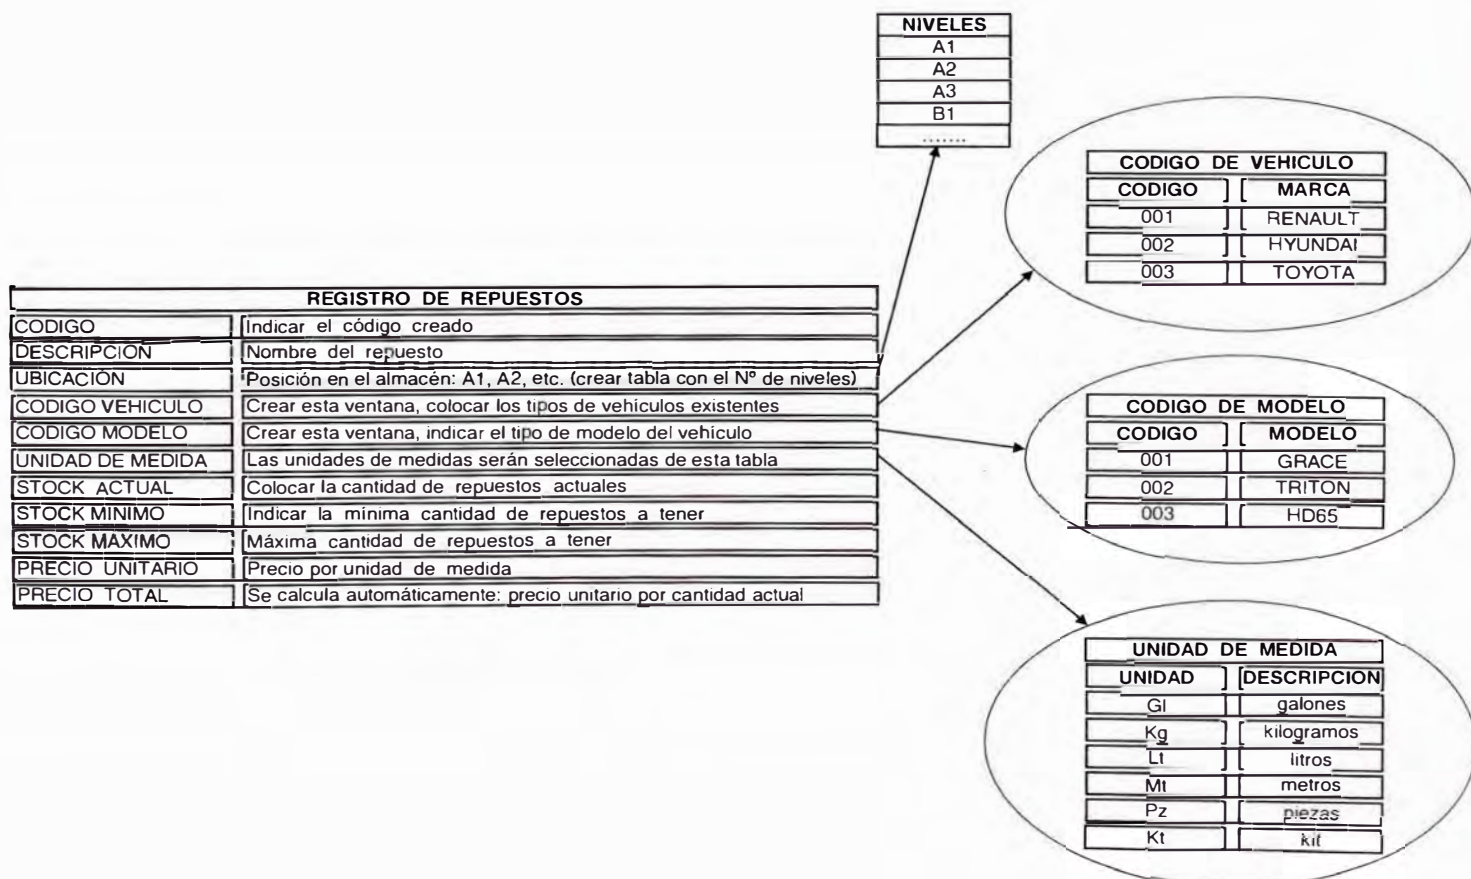 NIVELES
A1
A2
A3
B1
.......
CODIGO DE VEHICULO
CODIGO MARCA
001 RENAULT
002 HYUNDAI
003 TOYOTA
REGISTRO DE REPUESTOS
CODIGO Indicar el código creado
DESCRIPCION Nombre del repuesto
UBICACIÓN Posición en el almacén: A1, A2, etc. (crear tabla con el Nº de niveles)
CODIGO VEHICULO Crear esta ventana, colocar los tipos de vehículos existentes
CODIGO MODELO Crear esta ventana, indicar el tipo de modelo del vehículo
UNIDAD DE MEDIDA Las unidades de medidas serán seleccionadas de esta tabla
STOCK ACTUAL Colocar la cantidad de repuestos actuales
STOCK MINIMO Indicar la mínima cantidad de repuestos a tener
STOCK MAXIMO Máxima cantidad de repuestos a tener
PRECIO UNITARIO Precio por unidad de medida
PRECIO TOTAL Se calcula automáticamente: precio unitario por cantidad actual
CODIGO DE MODELO
CODIGO MODELO
001 GRACE
002 TRITON
003 HD65
UNIDAD DE MEDIDA
UNIDAD DESCRIPCION
Gl galones
Kg kilogramos
Lt litros
Mt metros
Pz piezas
Kt kit